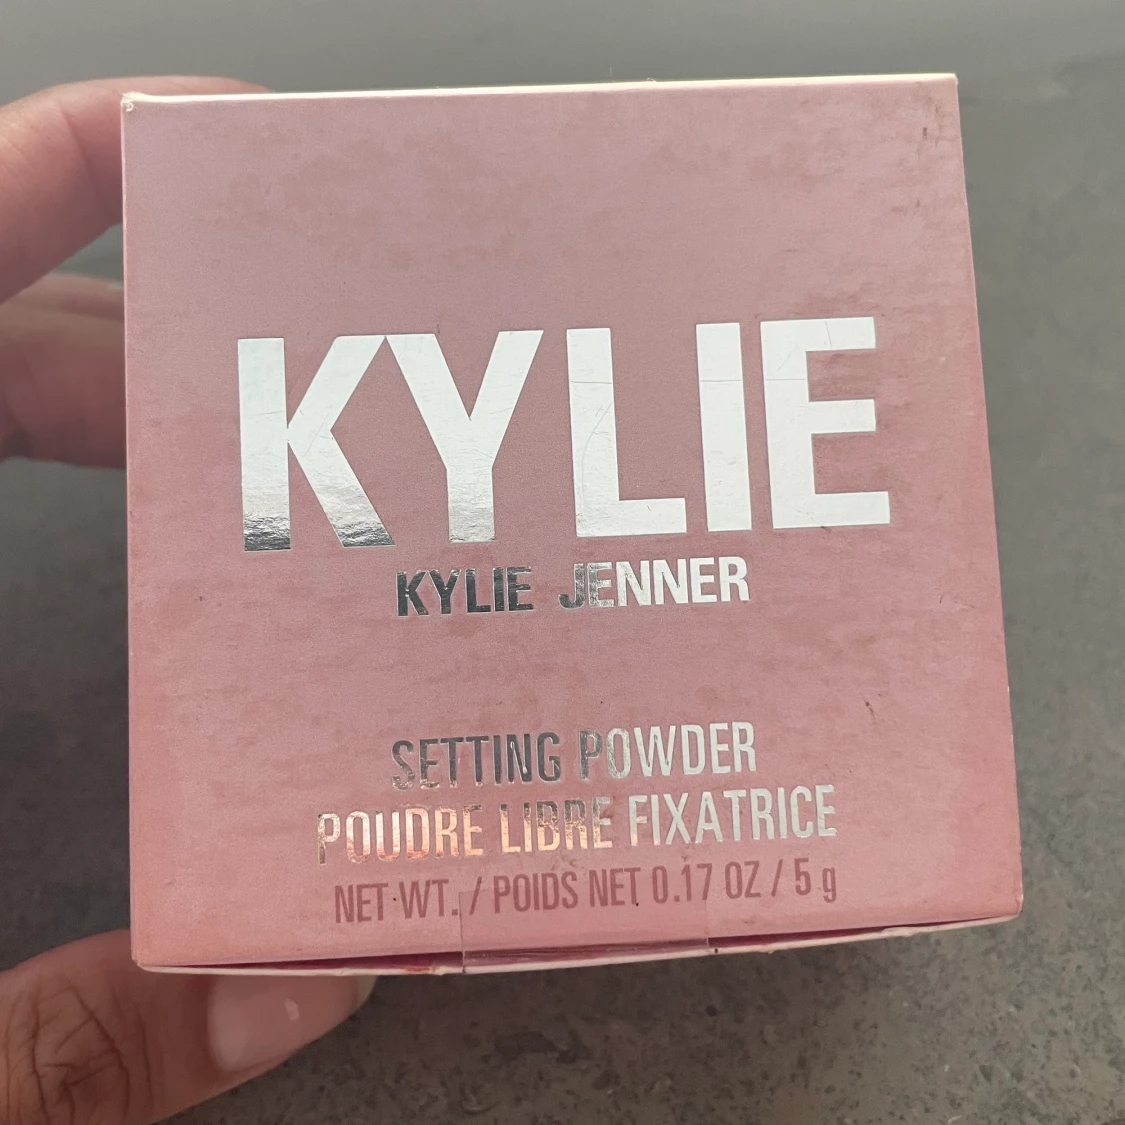 KYLIE
KYLIE JENNER
SETTING POWDER
POUDRE LIBRE FIXATRICE
NET WT. / POIDS NET 0.17 OZ / 5 g